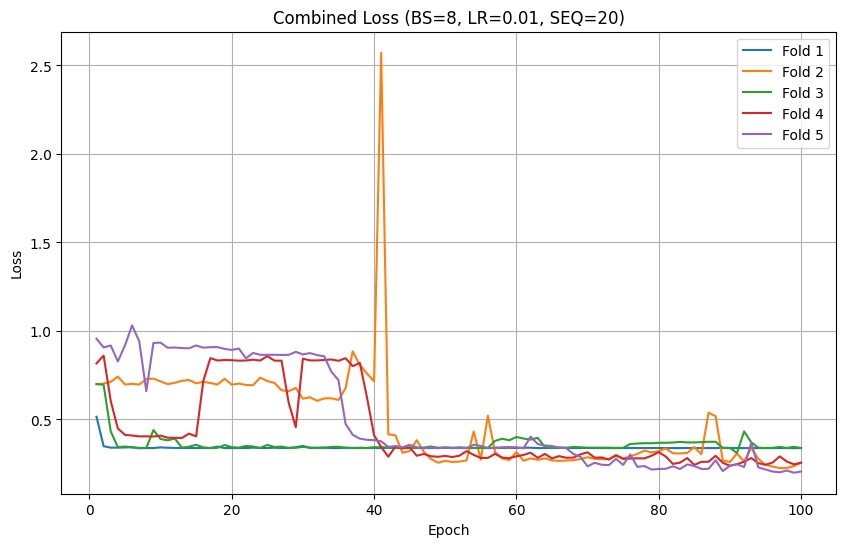 Combined Loss (BS=8, LR=0.01, SEQ=20)
Fold 1
Fold 2
Fold 3
Fold 4
Fold 5
2.5
2.0
1.5
1.0
0.5
Loss
0 20 40 60 80 100
Epoch